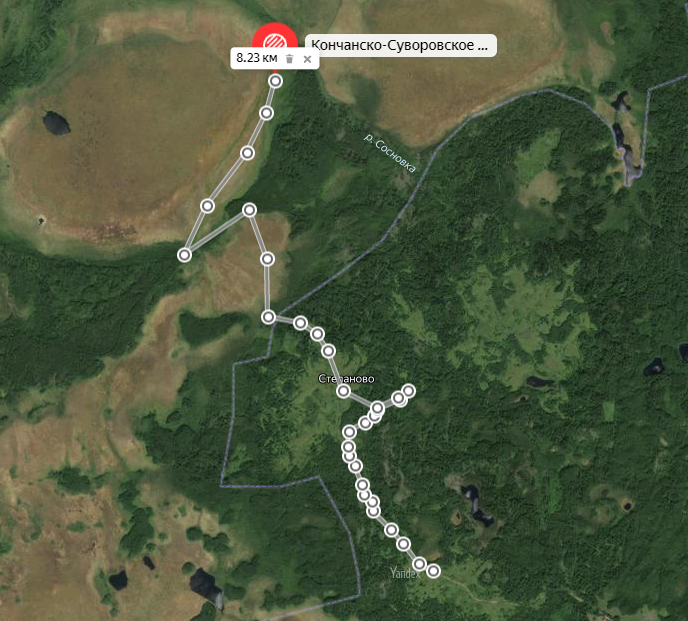 Кончанско-Суворовское ...
8.23 км
р. Сосновка
Степаново
Yandex